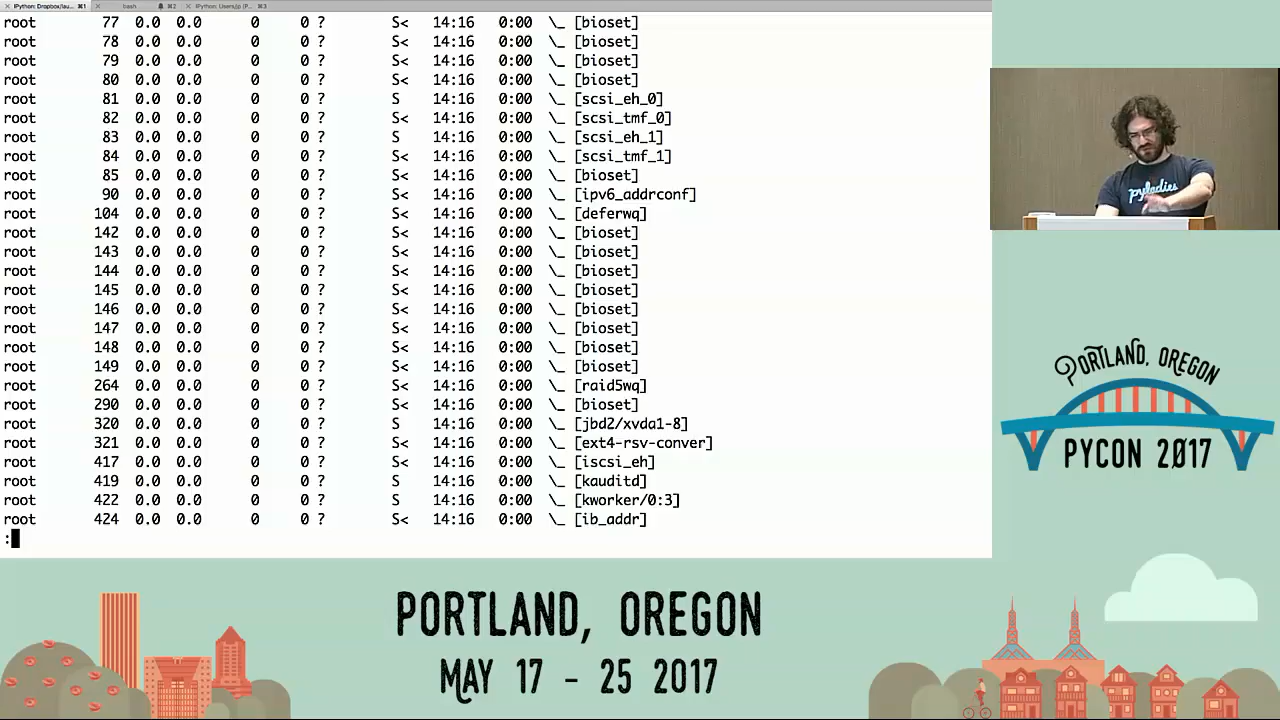 IPython: Dropbox/lau... ⌘1 bash ⌘2 IPython: Users/jp (P... ⌘3
root 77 0.0 0.0 0 0 ? S< 14:16 0:00 \_ [bioset]
root 78 0.0 0.0 0 0 ? S< 14:16 0:00 \_ [bioset]
root 79 0.0 0.0 0 0 ? S< 14:16 0:00 \_ [bioset]
root 80 0.0 0.0 0 0 ? S< 14:16 0:00 \_ [bioset]
root 81 0.0 0.0 0 0 ? S 14:16 0:00 \_ [scsi_eh_0]
root 82 0.0 0.0 0 0 ? S< 14:16 0:00 \_ [scsi_tmf_0]
root 83 0.0 0.0 0 0 ? S 14:16 0:00 \_ [scsi_eh_1]
root 84 0.0 0.0 0 0 ? S< 14:16 0:00 \_ [scsi_tmf_1]
root 85 0.0 0.0 0 0 ? S< 14:16 0:00 \_ [bioset]
root 90 0.0 0.0 0 0 ? S< 14:16 0:00 \_ [ipv6_addrconf]
root 104 0.0 0.0 0 0 ? S< 14:16 0:00 \_ [deferwq]
root 142 0.0 0.0 0 0 ? S< 14:16 0:00 \_ [bioset]
root 143 0.0 0.0 0 0 ? S< 14:16 0:00 \_ [bioset]
root 144 0.0 0.0 0 0 ? S< 14:16 0:00 \_ [bioset]
root 145 0.0 0.0 0 0 ? S< 14:16 0:00 \_ [bioset]
root 146 0.0 0.0 0 0 ? S< 14:16 0:00 \_ [bioset]
root 147 0.0 0.0 0 0 ? S< 14:16 0:00 \_ [bioset]
root 148 0.0 0.0 0 0 ? S< 14:16 0:00 \_ [bioset]
root 149 0.0 0.0 0 0 ? S< 14:16 0:00 \_ [bioset]
root 264 0.0 0.0 0 0 ? S< 14:16 0:00 \_ [raid5wq]
root 290 0.0 0.0 0 0 ? S< 14:16 0:00 \_ [bioset]
root 320 0.0 0.0 0 0 ? S 14:16 0:00 \_ [jbd2/xvda1-8]
root 321 0.0 0.0 0 0 ? S< 14:16 0:00 \_ [ext4-rsv-conver]
root 417 0.0 0.0 0 0 ? S< 14:16 0:00 \_ [iscsi_eh]
root 419 0.0 0.0 0 0 ? S 14:16 0:00 \_ [kauditd]
root 422 0.0 0.0 0 0 ? S 14:16 0:00 \_ [kworker/0:3]
root 424 0.0 0.0 0 0 ? S< 14:16 0:00 \_ [ib_addr]
:
pyladies
PORTLAND, OREGON
PYCON 2017
PORTLAND, OREGON
MAY 17 - 25 2017